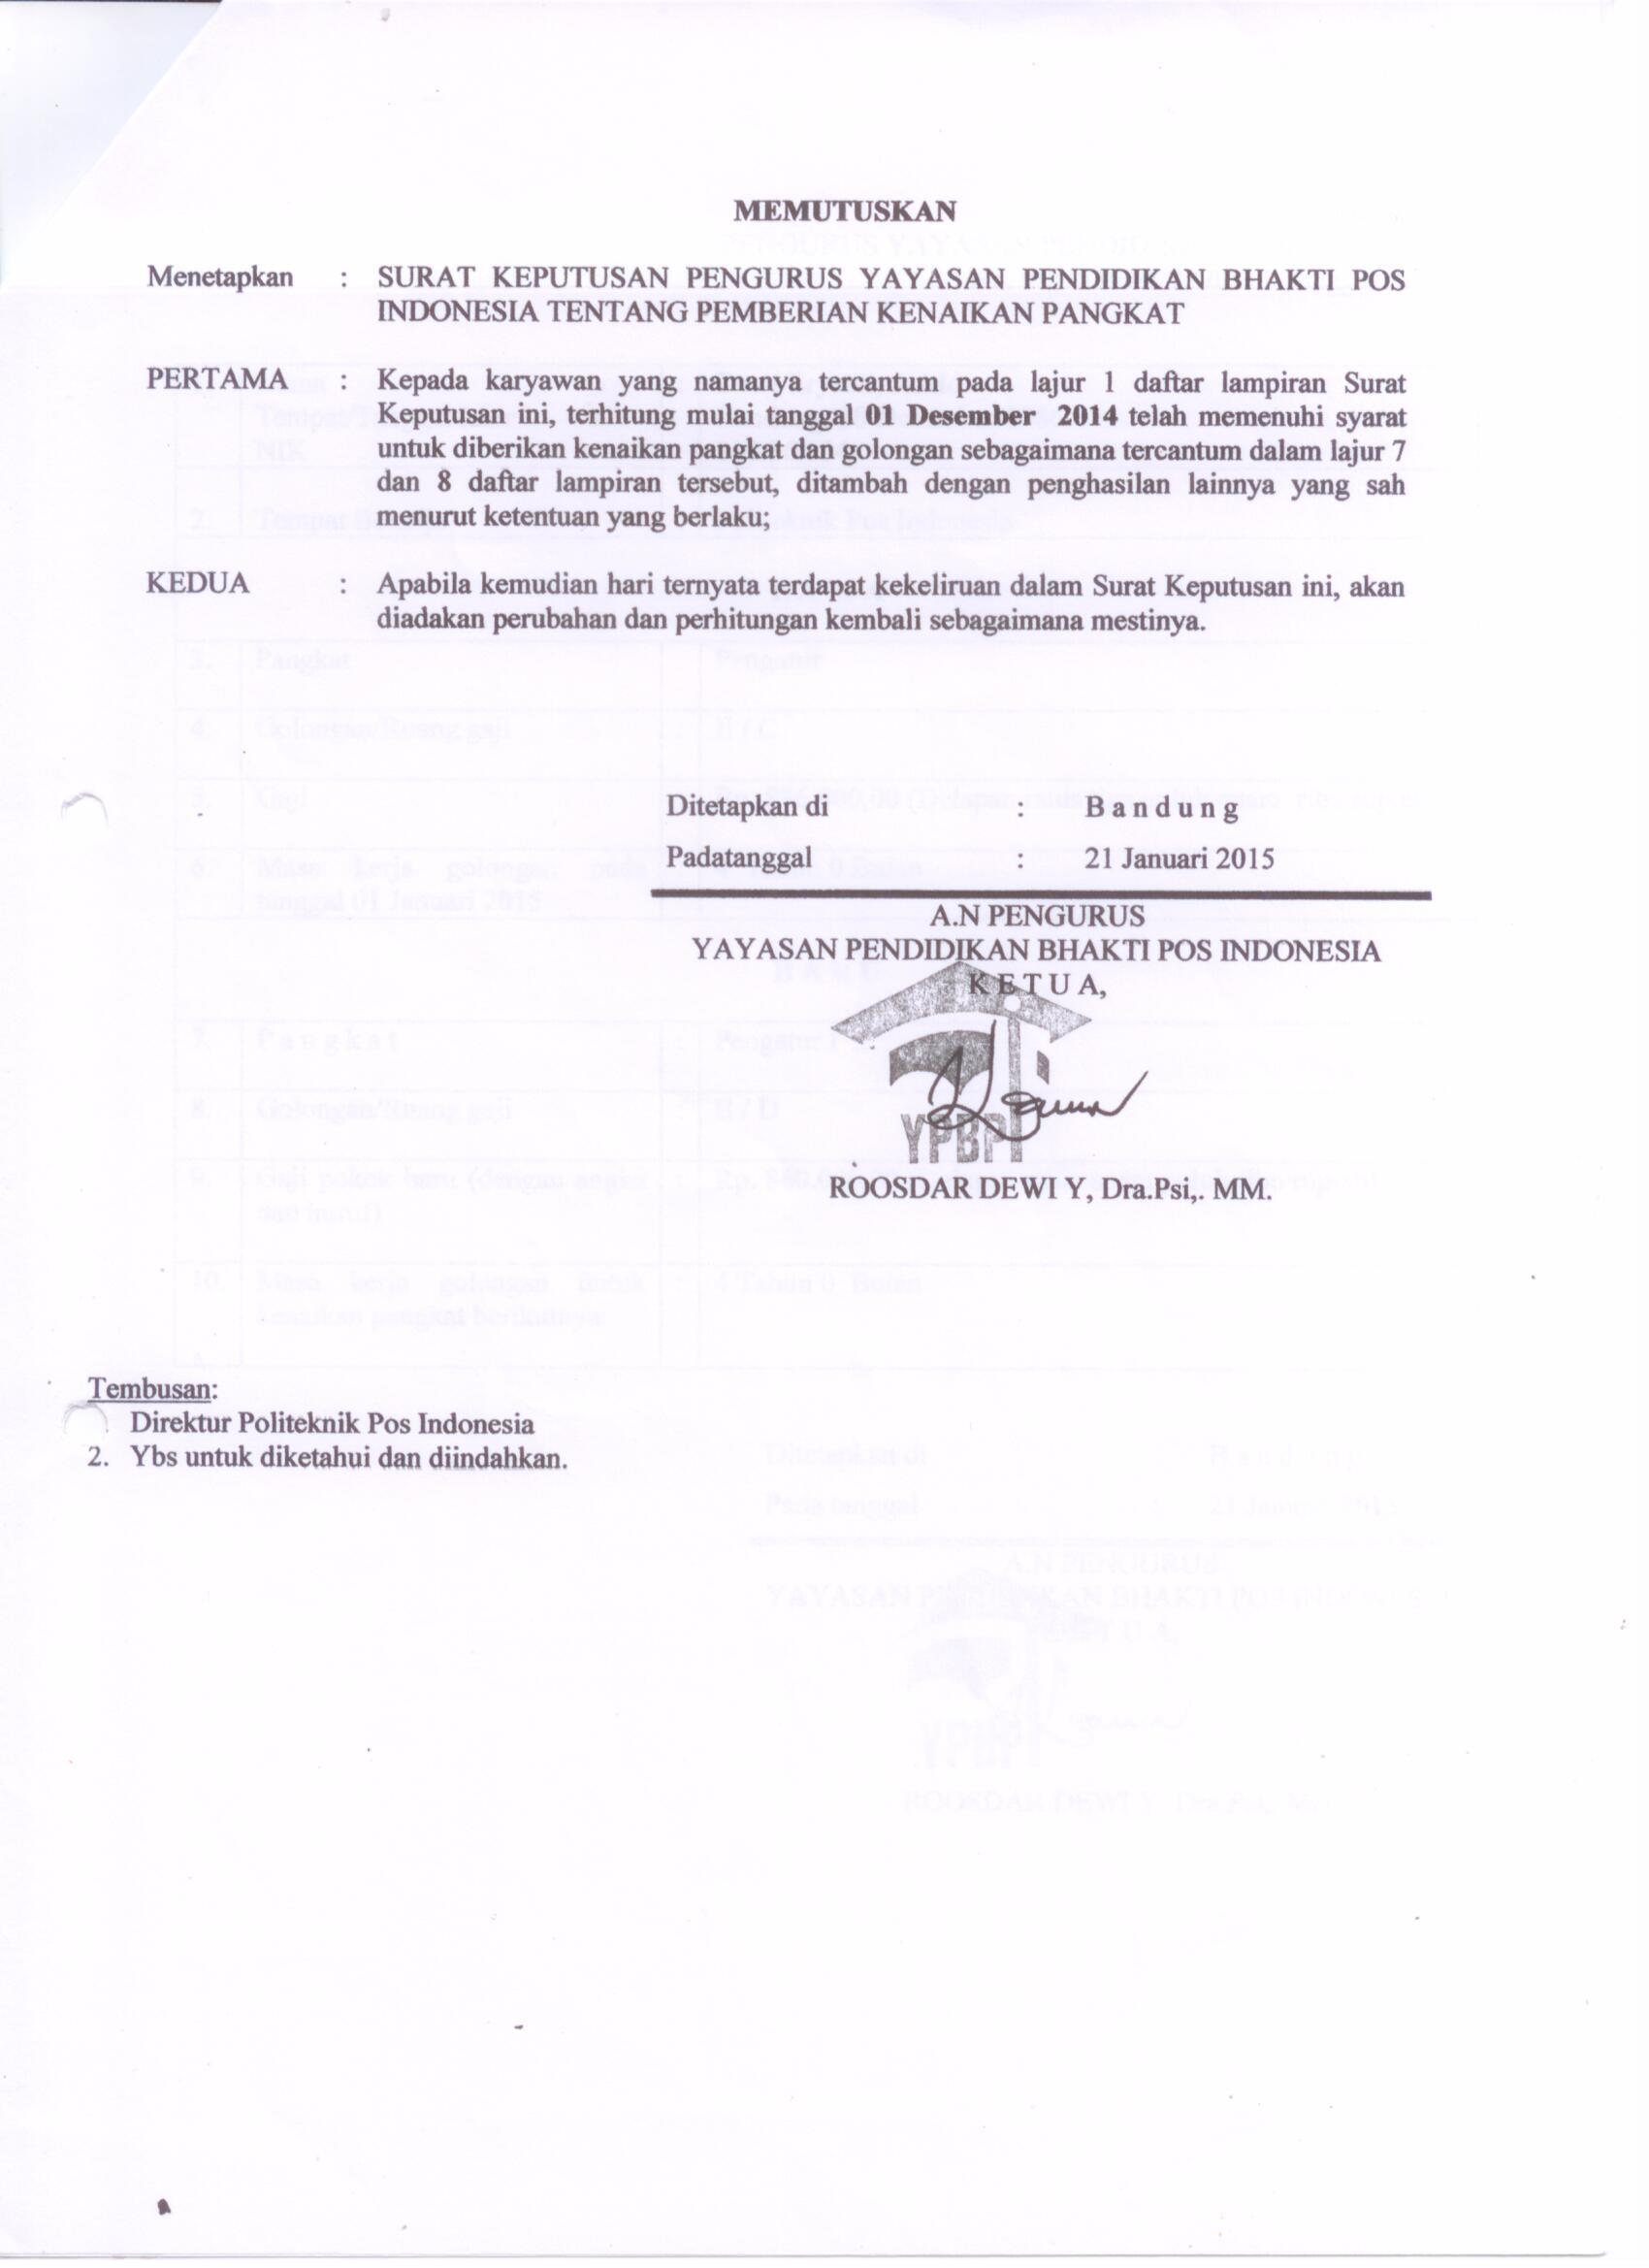 MEMUTUSKAN
Menetapkan : SURAT KEPUTUSAN PENGURUS YAYASAN PENDIDIKAN BHAKTI POS
INDONESIA TENTANG PEMBERIAN KENAIKAN PANGKAT
PERTAMA : Kepada karyawan yang namanya tercantum pada lajur 1 daftar lampiran Surat
Keputusan ini, terhitung mulai tanggal 01 Desember 2014 telah memenuhi syarat
untuk diberikan kenaikan pangkat dan golongan sebagaimana tercantum dalam lajur 7
dan 8 daftar lampiran tersebut, ditambah dengan penghasilan lainnya yang sah
menurut ketentuan yang berlaku;
KEDUA : Apabila kemudian hari ternyata terdapat kekeliruan dalam Surat Keputusan ini, akan
diadakan perubahan dan perhitungan kembali sebagaimana mestinya.
Ditetapkan di : B a n d u n g
Padatanggal : 21 Januari 2015
A.N PENGURUS
YAYASAN PENDIDIKAN BHAKTI POS INDONESIA
K E T U A,
YPBPI
ROOSDAR DEWI Y, Dra.Psi,. MM.
Tembusan:
Direktur Politeknik Pos Indonesia
2. Ybs untuk diketahui dan diindahkan.